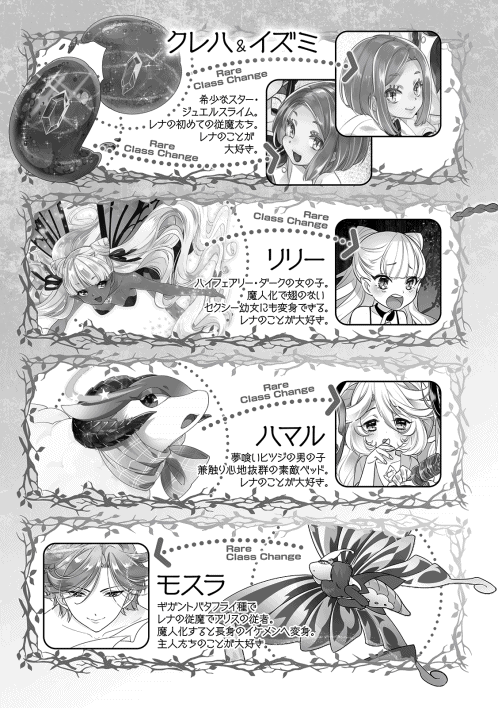 クレハ&イズミ
Rare
Class Change
希少なスター・
ジュエルスライム。
レナの初めての従魔たち。
レナのことが
大好き。
Rare
Class Change
Rare
Class Change
リリー
ハイフェアリー・ダークの女の子。
魔人化で翅のない
セクシー幼女にも変身できる。
レナのことが大好き。
Rare
Class Change
ハマル
夢喰いヒツジの男の子
兼触り心地抜群の素敵ベッド。
レナのことが大好き。
Rare
Class Change
モスラ
ギガントバタフライ種で
レナの従魔でアリスの従者。
魔人化すると長身のイケメンへ変身。
主人たちのことが大好き。